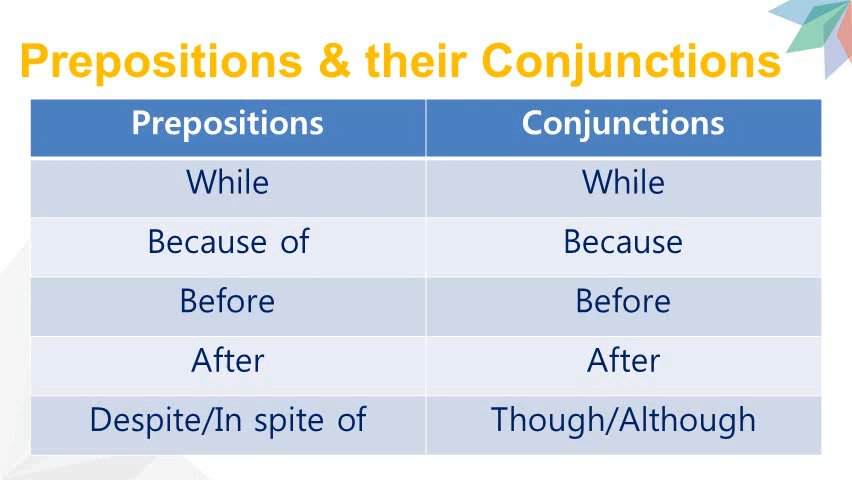 Prepositions & their Conjunctions
Prepositions Conjunctions
While While
Because of Because
Before Before
After After
Despite/In spite of Though/Although